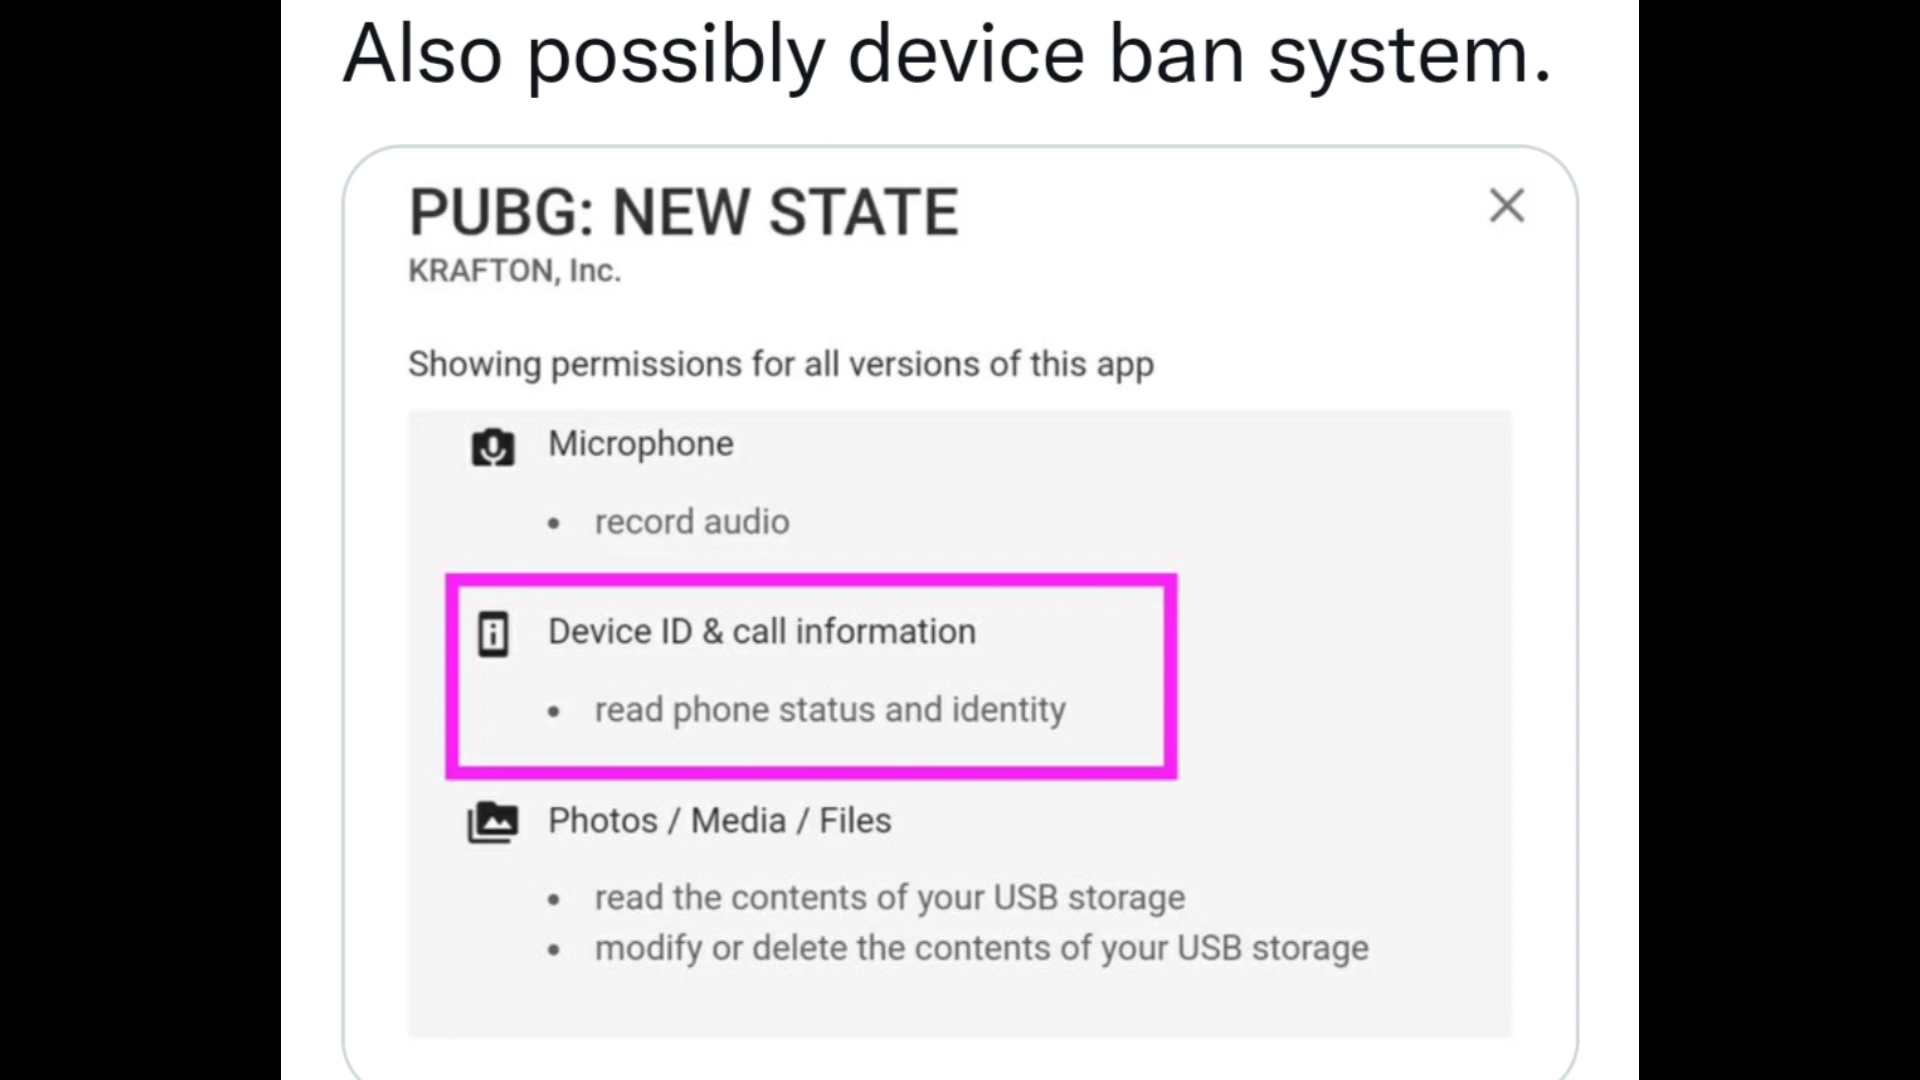 Also possibly device ban system.
PUBG: NEW STATE
KRAFTON, Inc.
Showing permissions for all versions of this app
Microphone
• record audio
Device ID & call information
• read phone status and identity
Photos / Media / Files
• read the contents of your USB storage
• modify or delete the contents of your USB storage